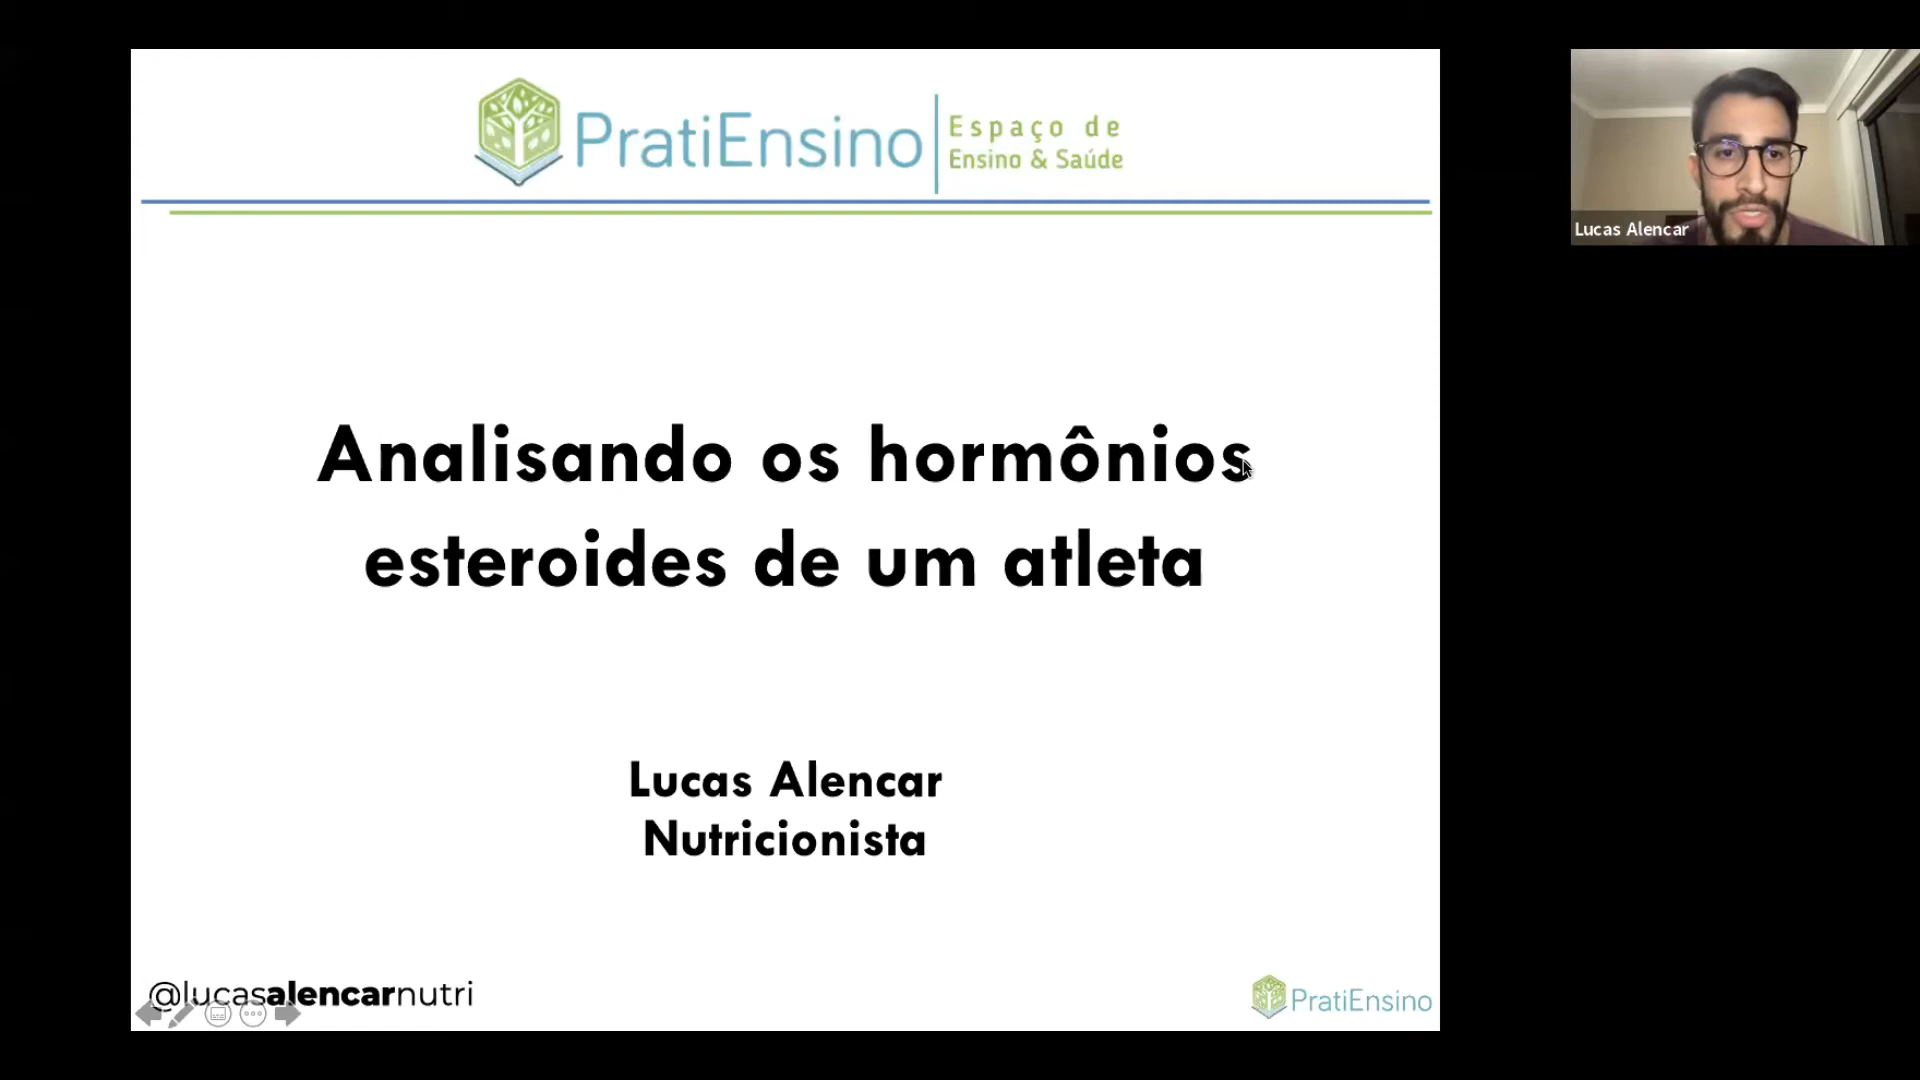 PratiEnsino
Espaço de
Ensino & Saúde
Lucas Alencar
Analisando os hormônios
esteroides de um atleta
Lucas Alencar
Nutricionista
@lucasalencarnutri
PratiEnsino